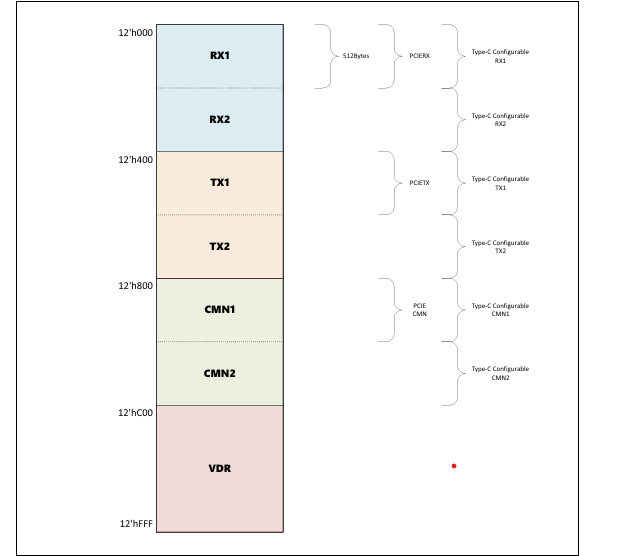 12'h000
RX1
512Bytes
PCIERX
Type-C Configurable
RX1
RX2
Type-C Configurable
RX2
12'h400
TX1
PCIETX
Type-C Configurable
TX1
TX2
Type-C Configurable
TX2
12'h800
CMN1
PCIE
CMN
Type-C Configurable
CMN1
CMN2
Type-C Configurable
CMN2
12'hC00
VDR
12'hFFF